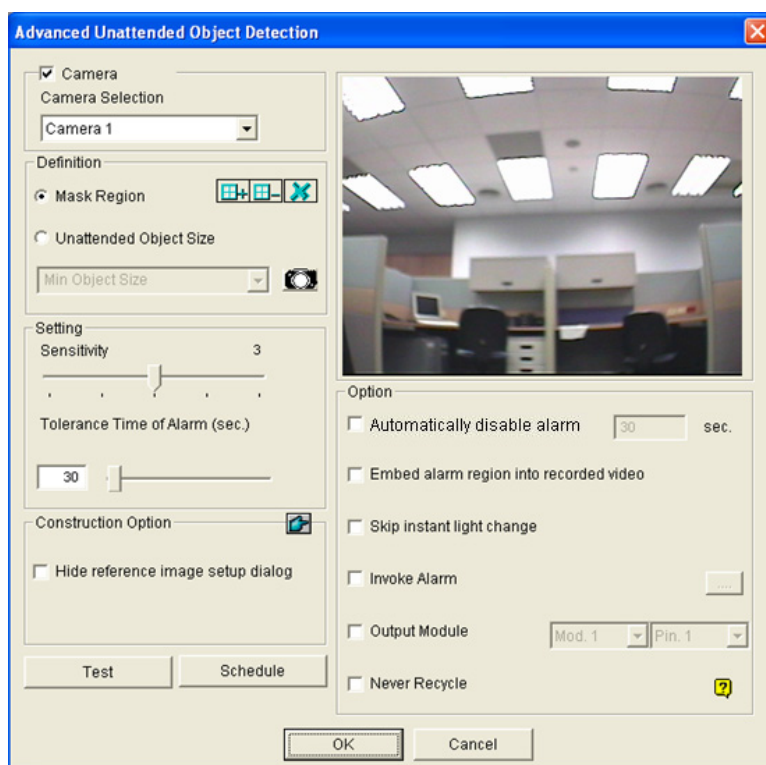 Advanced Unattended Object Detection
Camera
Camera Selection
Camera 1
Definition
Mask Region
Unattended Object Size
Min Object Size
Setting
Sensitivity 3
Tolerance Time of Alarm (sec.)
30
Construction Option
Hide reference image setup dialog
Test Schedule
Option
Automatically disable alarm 30 sec.
Embed alarm region into recorded video
Skip instant light change
Invoke Alarm ....
Output Module Mod. 1 Pin. 1
Never Recycle ?
OK Cancel